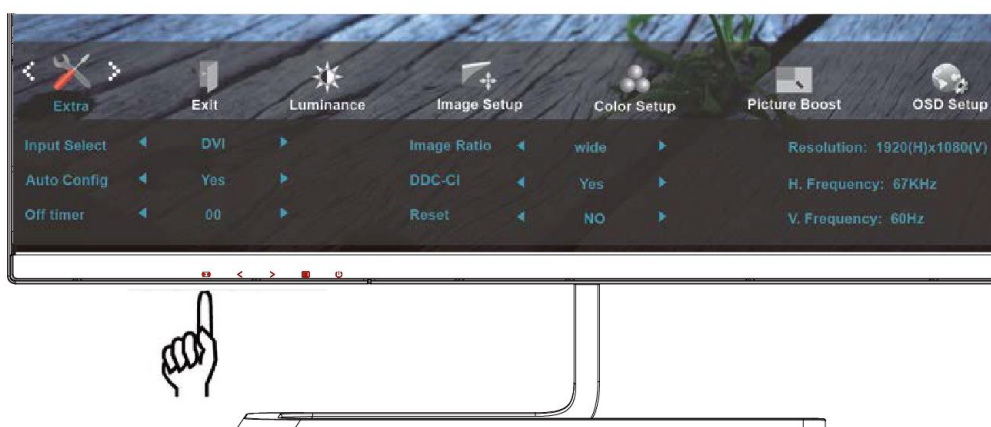 Extra Exit Luminance Image Setup Color Setup Picture Boost OSD Setup
Input Select DVI Image Ratio wide Resolution: 1920(H)x1080(V)
Auto Config Yes DDC-CI Yes H. Frequency: 67KHz
Off timer 00 Reset NO V. Frequency: 60Hz